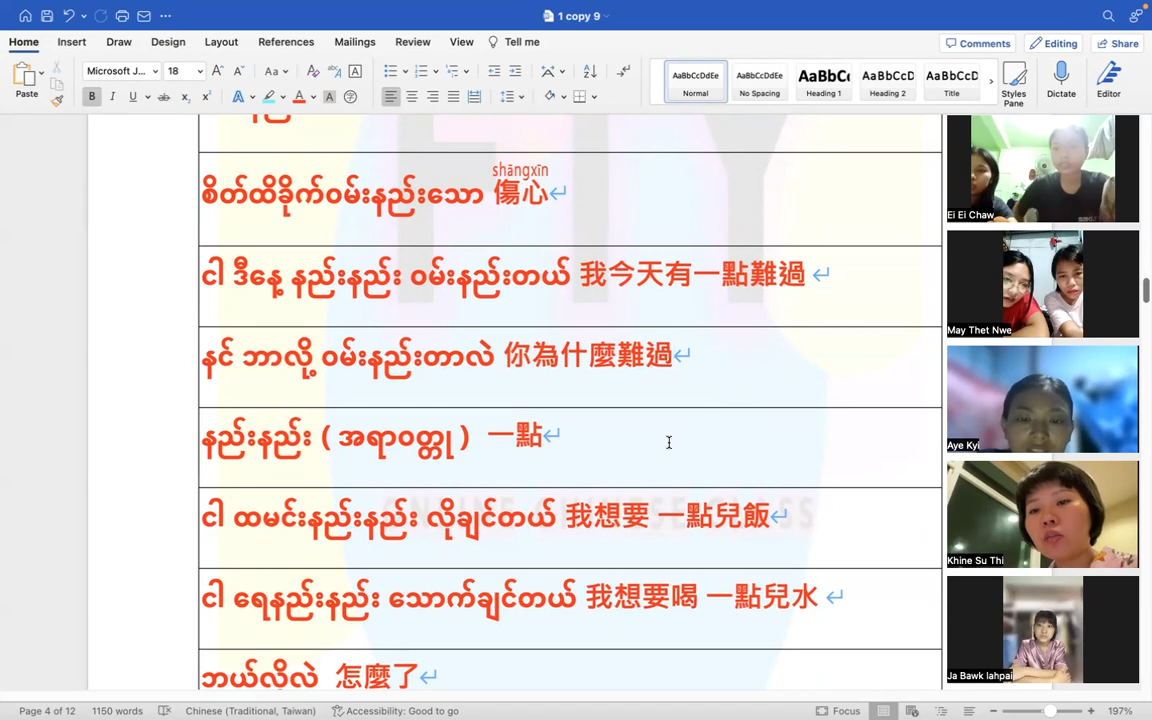 1 copy 9
Home Insert Draw Design Layout References Mailings Review View Tell me
Comments Editing Share
Paste
Microsoft J... 18
AaBbCcDdEe Normal
AaBbCcDdEe No Spacing
AaBbCc Heading 1
AaBbCcD Heading 2
AaBbCcD Title
Styles Pane
Dictate
Editor
shāngxīn
စိတ်ထိခိုက်ဝမ်းနည်းသော 傷心
ငါ ဒီနေ့ နည်းနည်း ဝမ်းနည်းတယ် 我今天有一點難過
နင် ဘာလို့ ဝမ်းနည်းတာလဲ 你為什麼難過
နည်းနည်း ( အရာဝတ္တု ) 一點
ငါ ထမင်းနည်းနည်း လိုချင်တယ် 我想要 一點兒飯
ငါ ရေနည်းနည်း သောက်ချင်တယ် 我想要喝 一點兒水
ဘယ်လိုလဲ 怎麼了
ONLINE CHINESE CLASS
Ei Ei Chaw
May Thet Nwe
Aye Kyi
Khine Su Thi
Ja Bawk lahpai
Page 4 of 12 1150 words Chinese (Traditional, Taiwan) Accessibility: Good to go Focus 197%